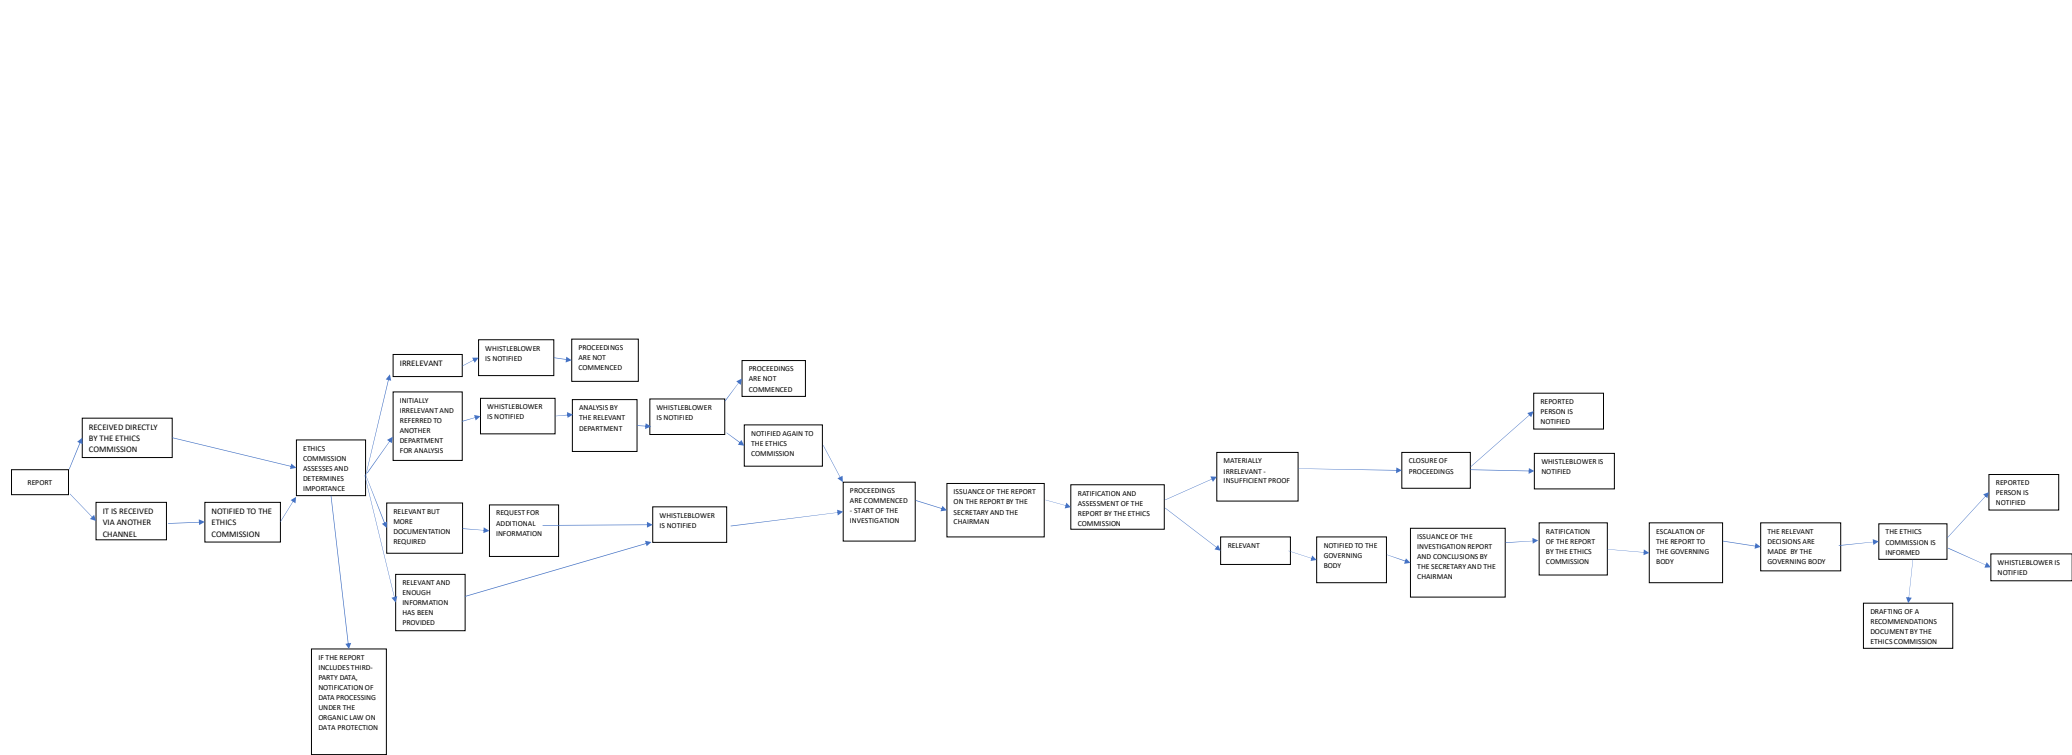 REPORT
RECEIVED DIRECTLY
BY THE ETHICS
COMMISSION
IT IS RECEIVED
VIA ANOTHER
CHANNEL
NOTIFIED TO THE
ETHICS
COMMISSION
ETHICS
COMMISSION
ASSESSES AND
DETERMINES
IMPORTANCE
IF THE REPORT
INCLUDES THIRD-
PARTY DATA,
NOTIFICATION OF
DATA PROCESSING
UNDER THE
ORGANIC LAW ON
DATA PROTECTION
IRRELEVANT
WHISTLEBLOWER
IS NOTIFIED
PROCEEDINGS
ARE NOT
COMMENCED
INITIALLY
IRRELEVANT AND
REFERRED TO
ANOTHER
DEPARTMENT
FOR ANALYSIS
WHISTLEBLOWER
IS NOTIFIED
ANALYSIS BY
THE RELEVANT
DEPARTMENT
WHISTLEBLOWER
IS NOTIFIED
PROCEEDINGS
ARE NOT
COMMENCED
NOTIFIED AGAIN TO
THE ETHICS
COMMISSION
RELEVANT BUT
MORE
DOCUMENTATION
REQUIRED
REQUEST FOR
ADDITIONAL
INFORMATION
WHISTLEBLOWER
IS NOTIFIED
RELEVANT AND
ENOUGH
INFORMATION
HAS BEEN
PROVIDED
PROCEEDINGS
ARE COMMENCED
- START OF THE
INVESTIGATION
ISSUANCE OF THE REPORT
ON THE REPORT BY THE
SECRETARY AND THE
CHAIRMAN
RATIFICATION AND
ASSESSMENT OF THE
REPORT BY THE ETHICS
COMMISSION
MATERIALLY
IRRELEVANT -
INSUFFICIENT PROOF
CLOSURE OF
PROCEEDINGS
REPORTED
PERSON IS
NOTIFIED
WHISTLEBLOWER IS
NOTIFIED
RELEVANT
NOTIFIED TO THE
GOVERNING
BODY
ISSUANCE OF THE
INVESTIGATION REPORT
AND CONCLUSIONS BY
THE SECRETARY AND THE
CHAIRMAN
RATIFICATION
OF THE REPORT
BY THE ETHICS
COMMISSION
ESCALATION OF
THE REPORT TO
THE GOVERNING
BODY
THE RELEVANT
DECISIONS ARE
MADE BY THE
GOVERNING BODY
THE ETHICS
COMMISSION IS
INFORMED
REPORTED
PERSON IS
NOTIFIED
WHISTLEBLOWER IS
NOTIFIED
DRAFTING OF A
RECOMMENDATIONS
DOCUMENT BY THE
ETHICS COMMISSION